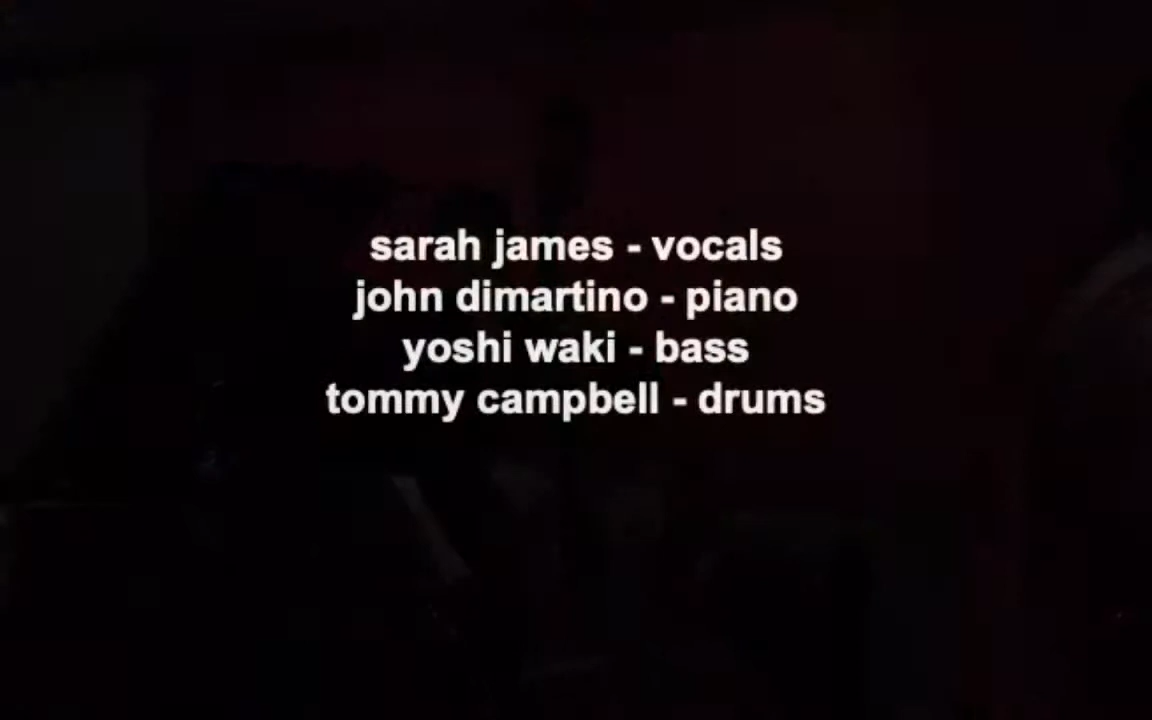 sarah james - vocals
john dimartino - piano
yoshi waki - bass
tommy campbell - drums